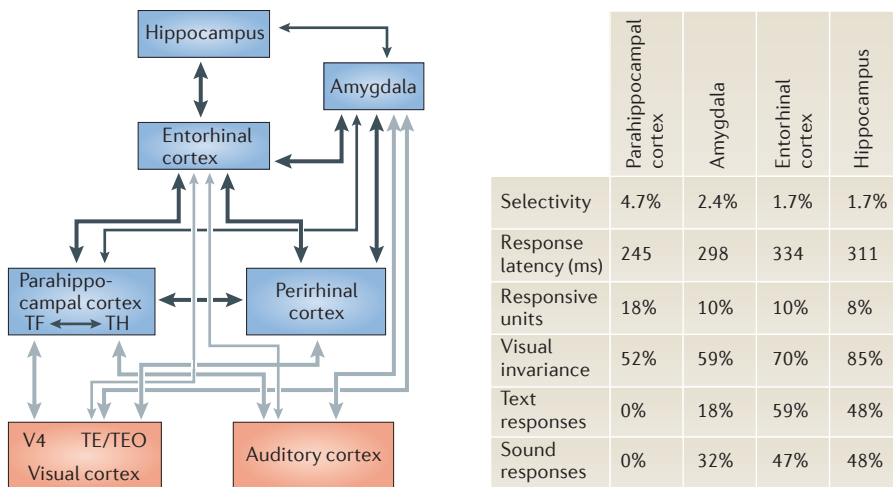 Hippocampus
Amygdala
Entorhinal
cortex
Parahippo-
campal cortex
TF TH
Perirhinal
cortex
V4 TE/TEO
Visual cortex
Auditory cortex
Parahippocampal
cortex
Amygdala
Entorhinal
cortex
Hippocampus
Selectivity 4.7% 2.4% 1.7% 1.7%
Response
latency (ms) 245 298 334 311
Responsive
units 18% 10% 10% 8%
Visual
invariance 52% 59% 70% 85%
Text
responses 0% 18% 59% 48%
Sound
responses 0% 32% 47% 48%